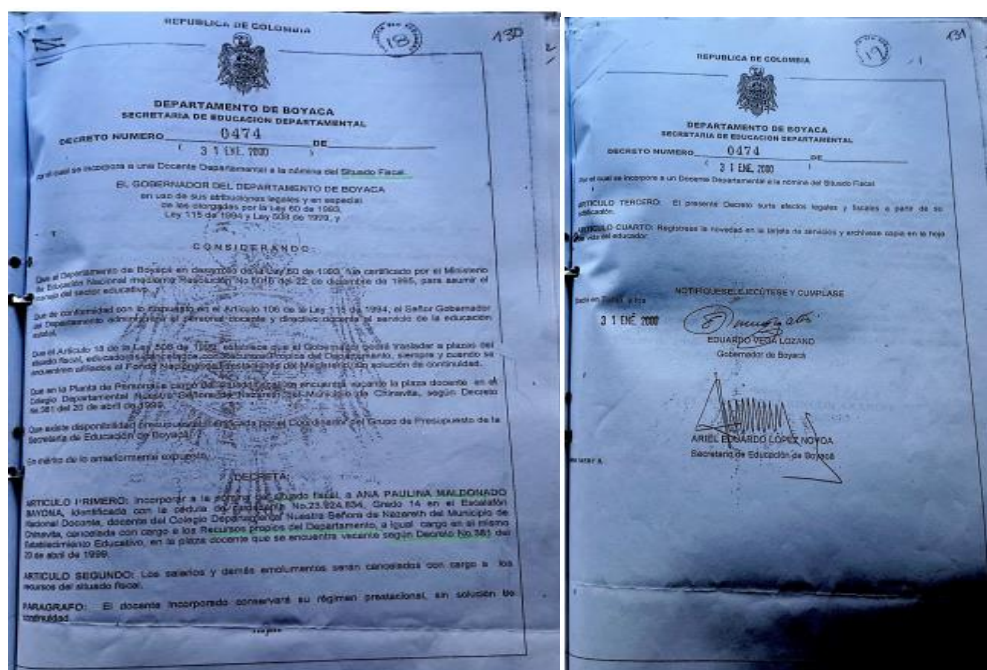 REPUBLICA DE COLOMBIA
18
130
DEPARTAMENTO DE BOYACA
SECRETARIA DE EDUCACION DEPARTAMENTAL
DECRETO NUMERO 0474 DE
( 3 1 ENE. 2000 )
Por el cual se incorpora a una Docente Departamental a la nómina del Situado Fiscal.
EL GOBERNADOR DEL DEPARTAMENTO DE BOYACA
en uso de sus atribuciones legales y en especial
de las otorgadas por la Ley 60 de 1993,
Ley 115 de 1994 y Ley 508 de 1999, y
CONSIDERANDO:
Que el Departamento de Boyacá en desarrollo de la Ley 60 de 1993, fue certificado por el Ministerio
de Educación Nacional mediante Resolución No. del 22 de diciembre de 1995, para asumir el
manejo del sector educativo.
Que de conformidad con lo dispuesto en el Artículo 106 de la Ley 115 de 1994, el Señor Gobernador
del Departamento administrará el personal docente y directivo docente al servicio de la educación
estatal.
Que el Artículo 18 de la Ley 508 de 1999, establece que el Gobernador podrá trasladar a plazas del
situado fiscal, educadores cancelados con Recursos Propios del Departamento, siempre y cuando se
encuentren afiliados al Fondo Nacional de Prestaciones del Magisterio, sin solución de continuidad.
Que en la Planta de Personal a cargo del situado fiscal se encuentra vacante la plaza docente en el
Colegio Departamental Nuestra Señora de Nazareth del Municipio de Chinavita, según Decreto
No.381 del 20 de abril de 1999.
Que existe disponibilidad presupuestal certificada por el Coordinador del Grupo de Presupuesto de la
Secretaría de Educación de Boyacá.
En mérito de lo anteriormente expuesto,
DECRETA:
ARTICULO PRIMERO: Incorporar a la nómina del situado fiscal, a ANA PAULINA MALDONADO
BAYONA, identificada con la cédula de ciudadanía No.23.924.834, Grado 14 en el Escalafón
Nacional Docente, docente del Colegio Departamental Nuestra Señora de Nazareth del Municipio de
Chinavita, cancelada con cargo a los Recursos propios del Departamento, a igual cargo en el mismo
Establecimiento Educativo, en la plaza docente que se encuentra vacante según Decreto No.381 del
20 de abril de 1999.
ARTICULO SEGUNDO: Los salarios y demás emolumentos serán cancelados con cargo a los
recursos del situado fiscal.
PARAGRAFO: El docente incorporado conservará su régimen prestacional, sin solución de
continuidad.
REPUBLICA DE COLOMBIA
19
131
DEPARTAMENTO DE BOYACA
SECRETARIA DE EDUCACION DEPARTAMENTAL
DECRETO NUMERO 0474 DE
( 3 1 ENE. 2000 )
Por el cual se incorpora a un Docente Departamental a la nómina del Situado Fiscal
ARTICULO TERCERO: El presente Decreto surte efectos legales y fiscales a partir de su
notificación.
ARTICULO CUARTO: Regístrese la novedad en la tarjeta de servicios y archívese copia en la hoja
de vida del educador.
NOTIFIQUESE, EJECÚTESE Y CUMPLASE
Dado en Tunja, a los
3 1 ENE. 2000
EDUARDO VEGA LOZANO
Gobernador de Boyacá
ARIEL EDUARDO LÓPEZ NOVOA
Secretario de Educación de Boyacá